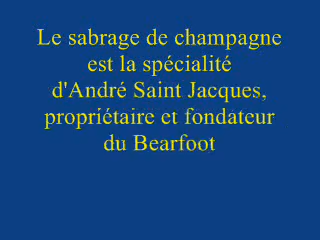 Le sabrage de champagne
est la spécialité
d'André Saint Jacques,
propriétaire et fondateur
du Bearfoot